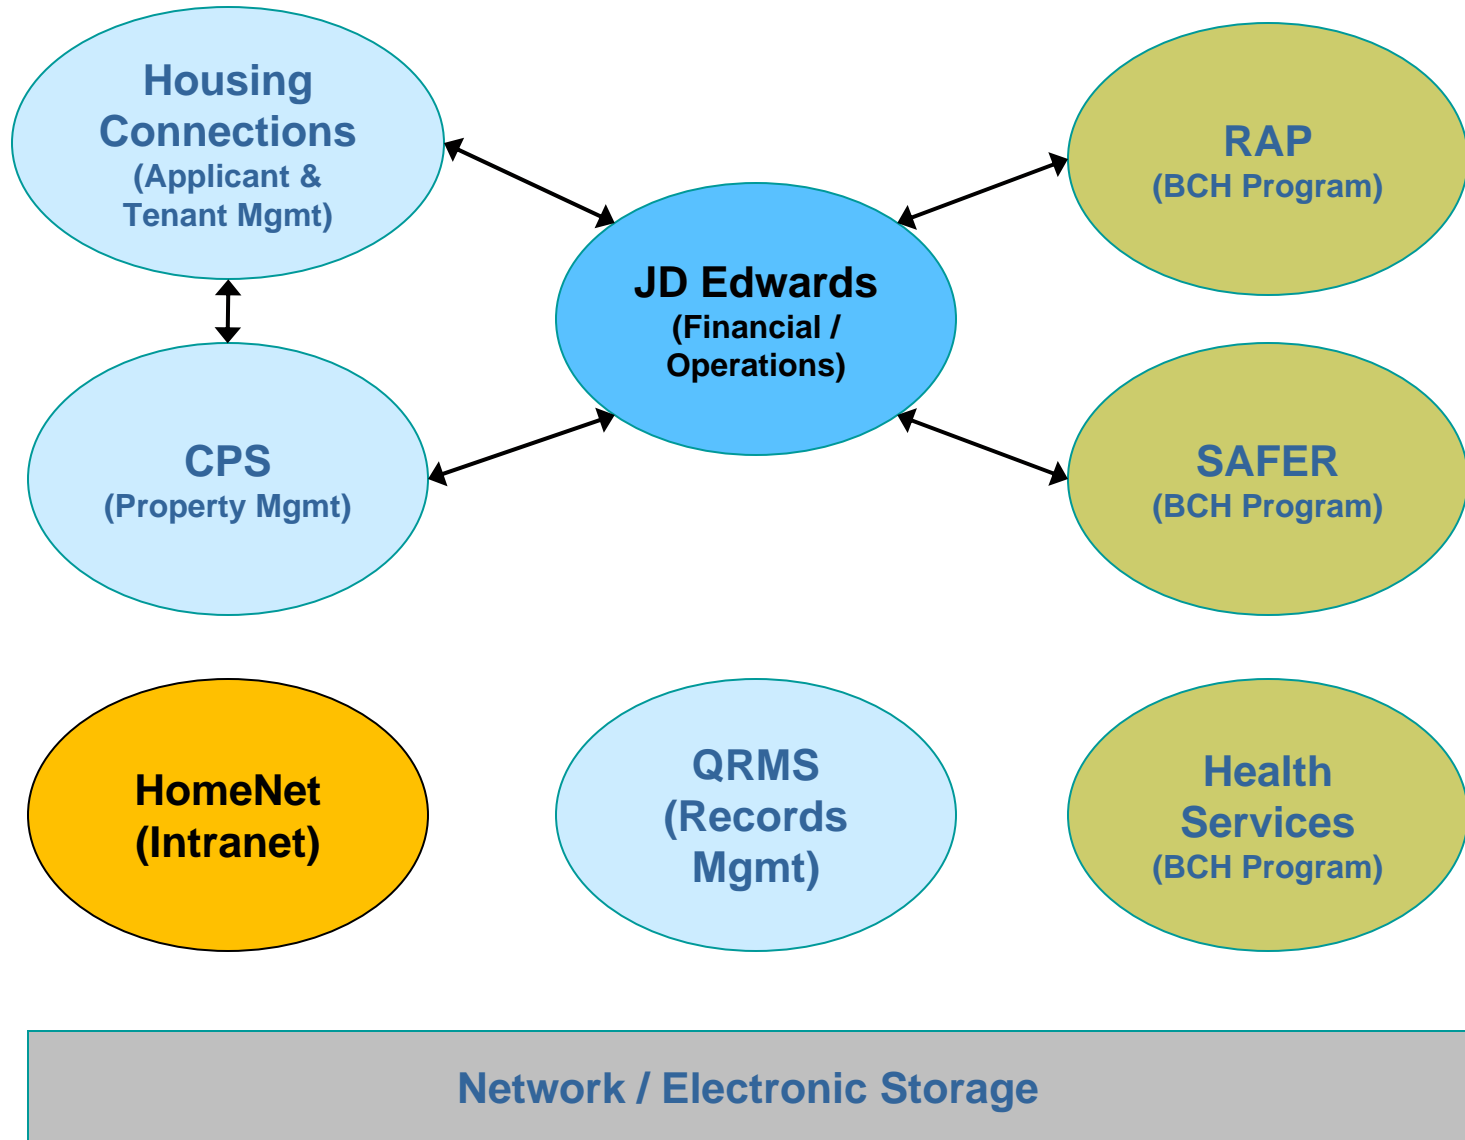 Housing
Connections
(Applicant &
Tenant Mgmt)
RAP
(BCH Program)
JD Edwards
(Financial /
Operations)
CPS
(Property Mgmt)
SAFER
(BCH Program)
HomeNet
(Intranet)
QRMS
(Records
Mgmt)
Health
Services
(BCH Program)
Network / Electronic Storage